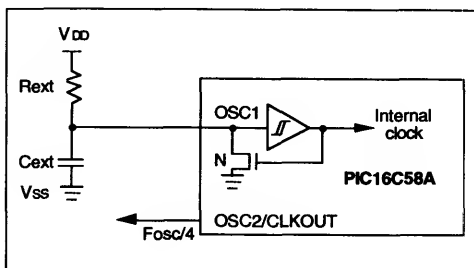 VDD
Rext
OSC1
Internal
clock
N
Cext
PIC16C58A
VSS
OSC2/CLKOUT
Fosc/4